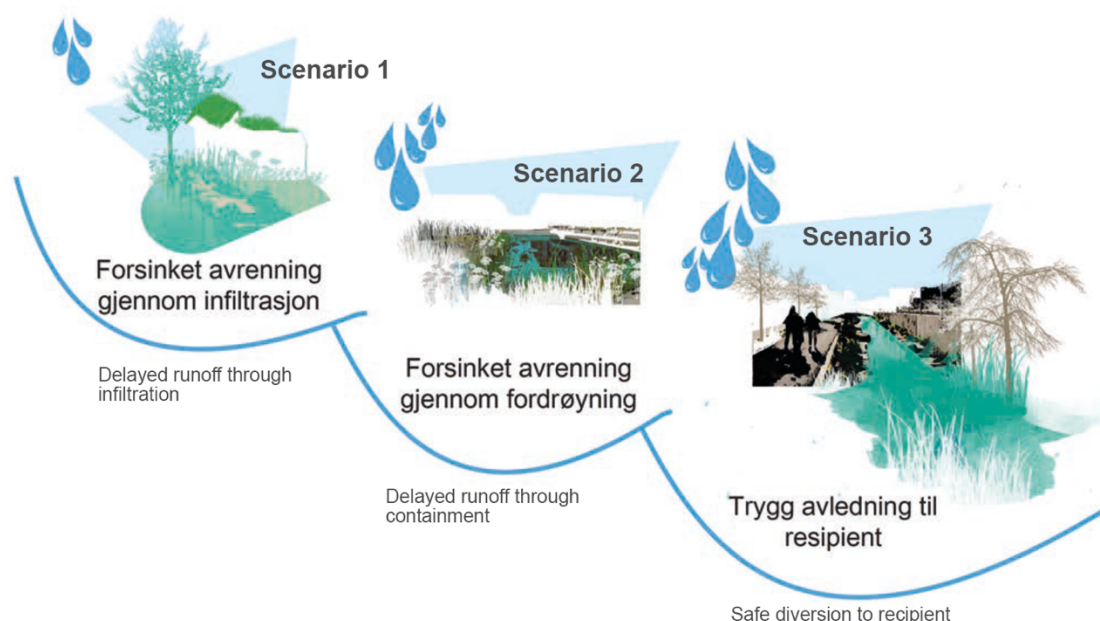 Scenario 1
Forsinket avrenning
gjennom infiltrasjon
Delayed runoff through
infiltration
Scenario 2
Forsinket avrenning
gjennom fordrøyning
Delayed runoff through
containment
Scenario 3
Trygg avledning til
resipient
Safe diversion to recipient